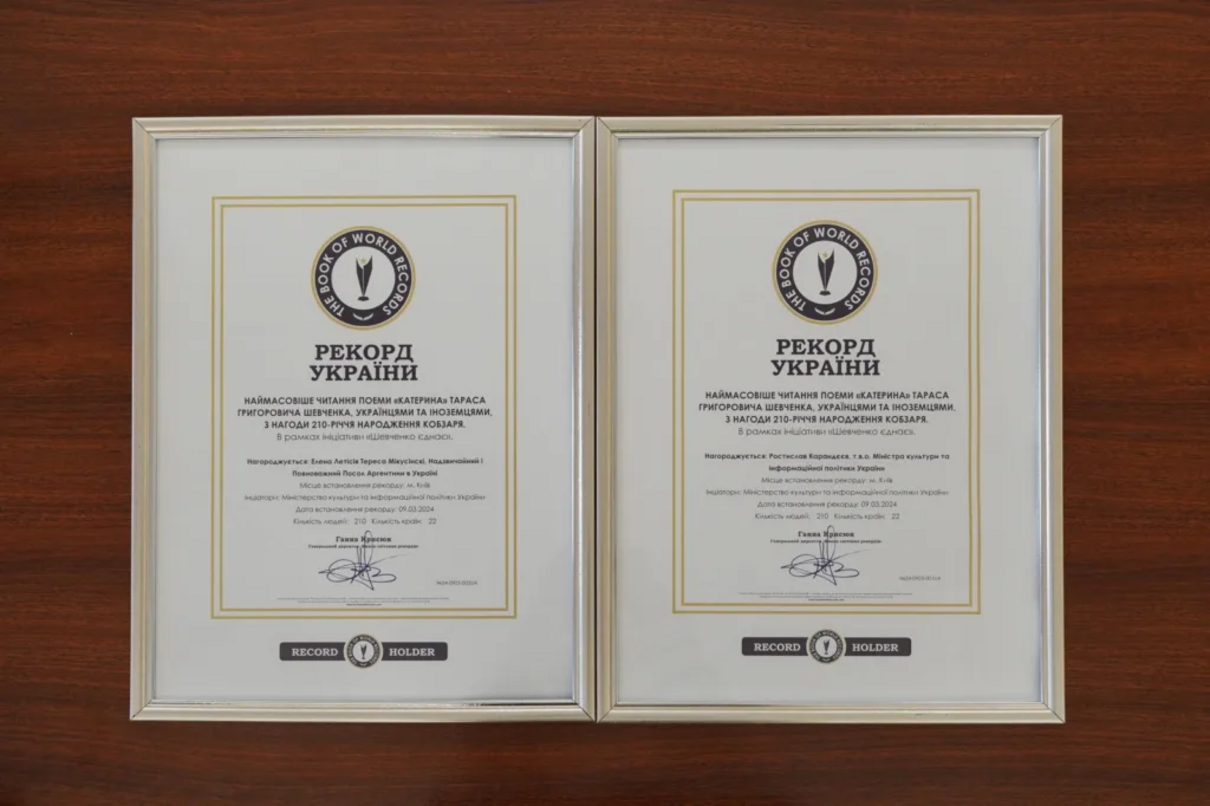 THE BOOK OF WORLD RECORDS
РЕКОРД
УКРАЇНИ
НАЙМАСОВІШЕ ЧИТАННЯ ПОЕМИ «КАТЕРИНА» ТАРАСА
ГРИГОРОВИЧА ШЕВЧЕНКА, УКРАЇНЦЯМИ ТА ІНОЗЕМЦЯМИ,
З НАГОДИ 210-РІЧЧЯ НАРОДЖЕННЯ КОБЗАРЯ.
В рамках ініціативи «Шевченко єднає».
Нагороджується: Елена Летісія Тереса Мікусінскі, Надзвичайний і
Повноважний Посол Аргентини в Україні
Місце встановлення рекорду: м. Київ
Ініціатори: Міністерство культури та інформаційної політики України
Дата встановлення рекорду: 09.03.2024
Кількість людей: 210 Кількість країн: 22
Ганна Крисюк
RECORD HOLDER
THE BOOK OF WORLD RECORDS
РЕКОРД
УКРАЇНИ
НАЙМАСОВІШЕ ЧИТАННЯ ПОЕМИ «КАТЕРИНА» ТАРАСА
ГРИГОРОВИЧА ШЕВЧЕНКА, УКРАЇНЦЯМИ ТА ІНОЗЕМЦЯМИ,
З НАГОДИ 210-РІЧЧЯ НАРОДЖЕННЯ КОБЗАРЯ.
В рамках ініціативи «Шевченко єднає».
Нагороджується: Ростислав Карандєєв, т.в.о. Міністра культури та
інформаційної політики України
Місце встановлення рекорду: м. Київ
Ініціатори: Міністерство культури та інформаційної політики України
Дата встановлення рекорду: 09.03.2024
Кількість людей: 210 Кількість країн: 22
Ганна Крисюк
RECORD HOLDER